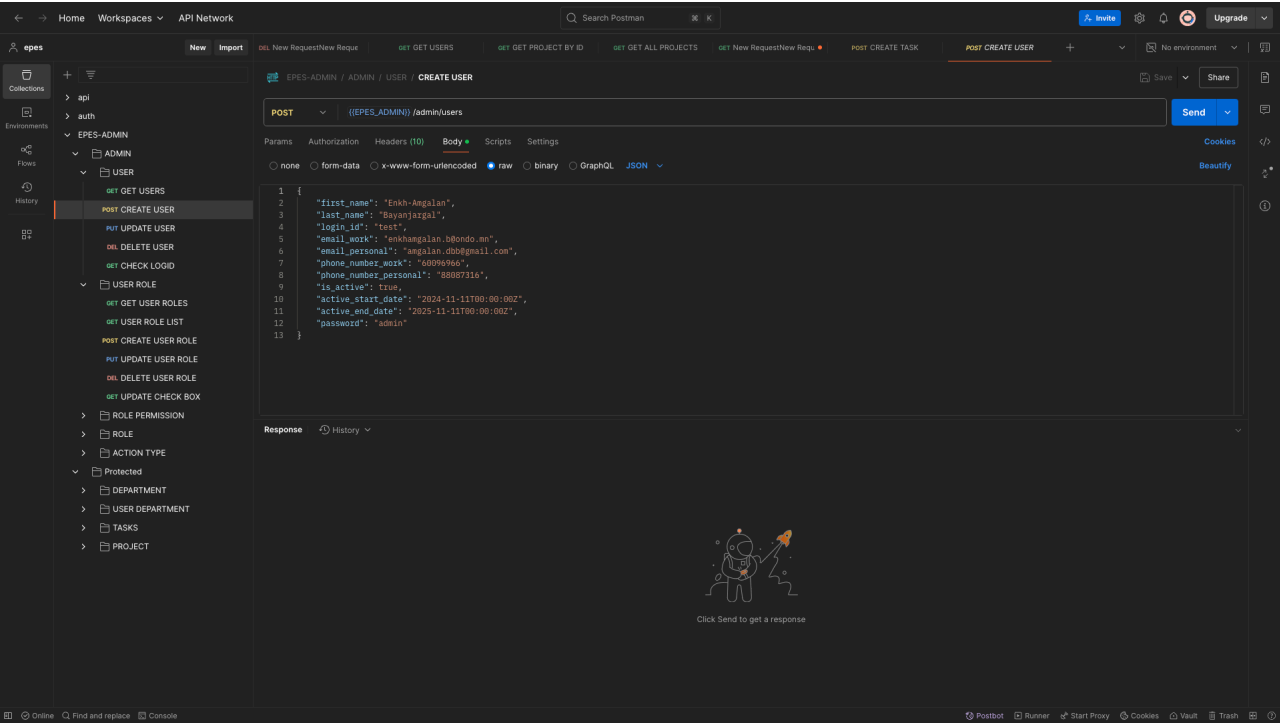 Home Workspaces API Network Search Postman ⌘ K Invite Upgrade
epes New Import DEL New RequestNew Reque GET GET USERS GET GET PROJECT BY ID GET GET ALL PROJECTS GET New RequestNew Requ POST CREATE TASK POST CREATE USER No environment
Collections
Environments
Flows
History
api
auth
EPES-ADMIN
ADMIN
USER
GET GET USERS
POST CREATE USER
PUT UPDATE USER
DEL DELETE USER
GET CHECK LOGID
USER ROLE
GET GET USER ROLES
GET USER ROLE LIST
POST CREATE USER ROLE
PUT UPDATE USER ROLE
DEL DELETE USER ROLE
GET UPDATE CHECK BOX
ROLE PERMISSION
ROLE
ACTION TYPE
Protected
DEPARTMENT
USER DEPARTMENT
TASKS
PROJECT
EPES-ADMIN / ADMIN / USER / CREATE USER Save Share
POST {{EPES_ADMIN}} /admin/users Send
Params Authorization Headers (10) Body Scripts Settings Cookies
none form-data x-www-form-urlencoded raw binary GraphQL JSON Beautify
1 {
2 "first_name": "Enkh-Amgalan",
3 "last_name": "Bayanjargal",
4 "login_id": "test",
5 "email_work": "enkhamgalan.b@ondo.mn",
6 "email_personal": "amgalan.dbb@gmail.com",
7 "phone_number_work": "60096966",
8 "phone_number_personal": "88087316",
9 "is_active": true,
10 "active_start_date": "2024-11-11T00:00:00Z",
11 "active_end_date": "2025-11-11T00:00:00Z",
12 "password": "admin"
13 }
Response History
Click Send to get a response
Online Find and replace Console Postbot Runner Start Proxy Cookies Vault Trash